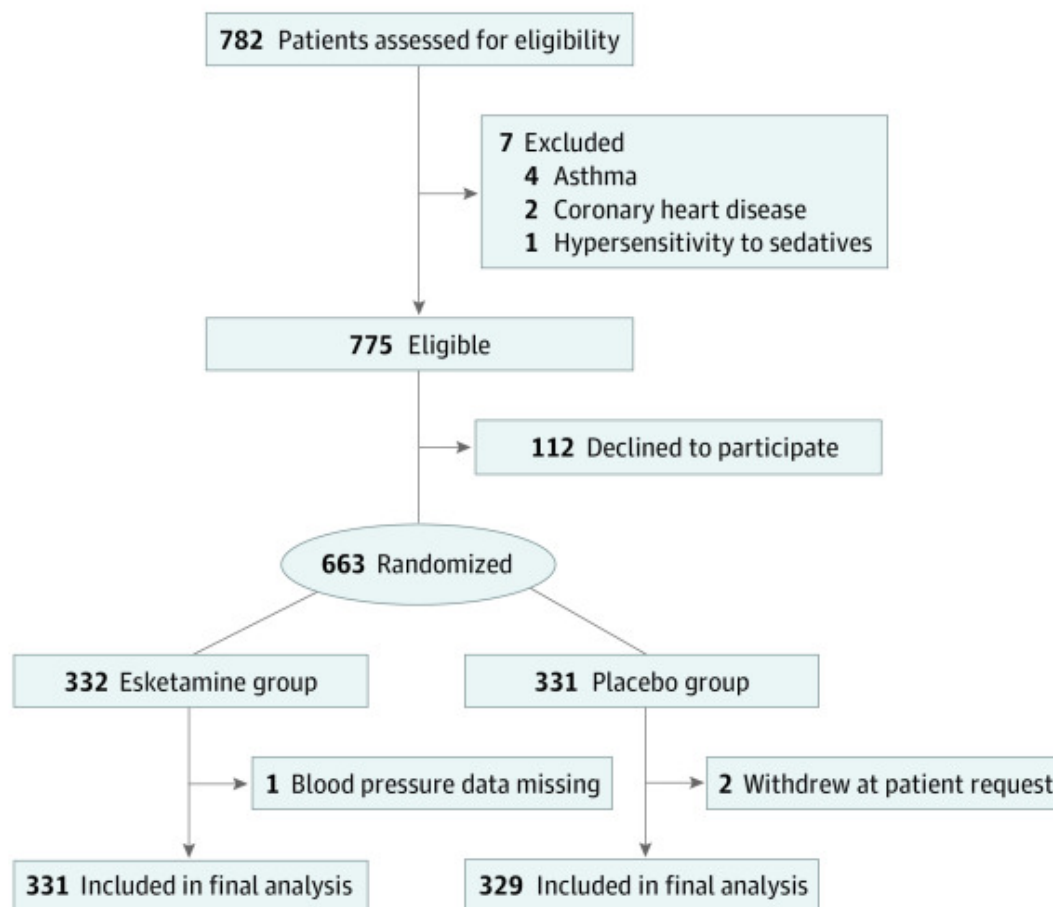 782 Patients assessed for eligibility
7 Excluded
4 Asthma
2 Coronary heart disease
1 Hypersensitivity to sedatives
775 Eligible
112 Declined to participate
663 Randomized
332 Esketamine group
331 Placebo group
1 Blood pressure data missing
2 Withdrew at patient request
331 Included in final analysis
329 Included in final analysis